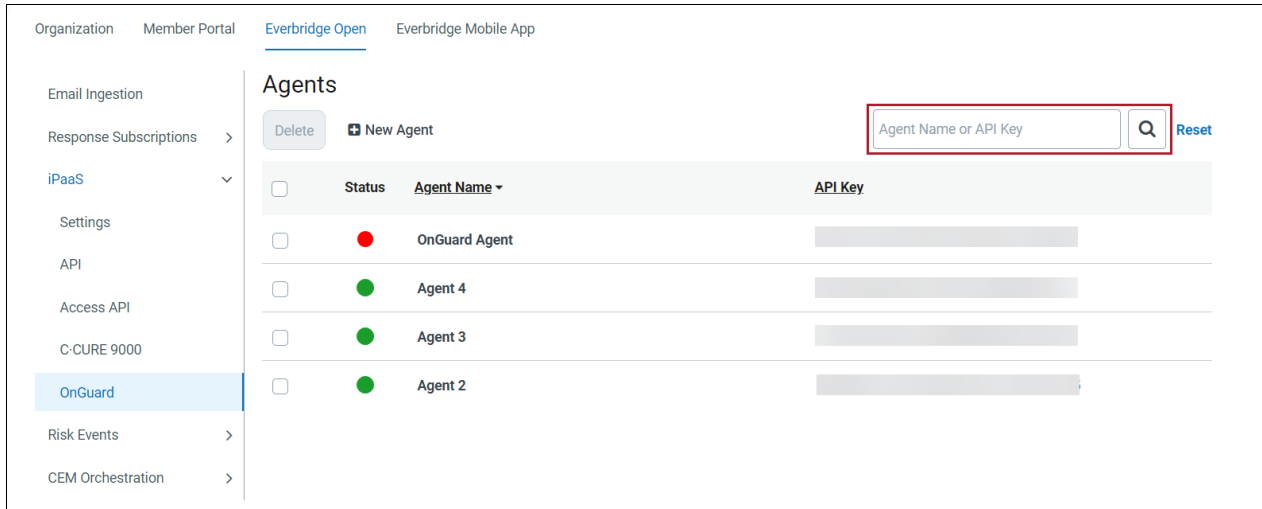 Organization Member Portal Everbridge Open Everbridge Mobile App
Email Ingestion
Response Subscriptions
iPaaS
Settings
API
Access API
C·CURE 9000
OnGuard
Risk Events
CEM Orchestration
Agents
Delete New Agent Agent Name or API Key Reset
Status Agent Name API Key
OnGuard Agent
Agent 4
Agent 3
Agent 2